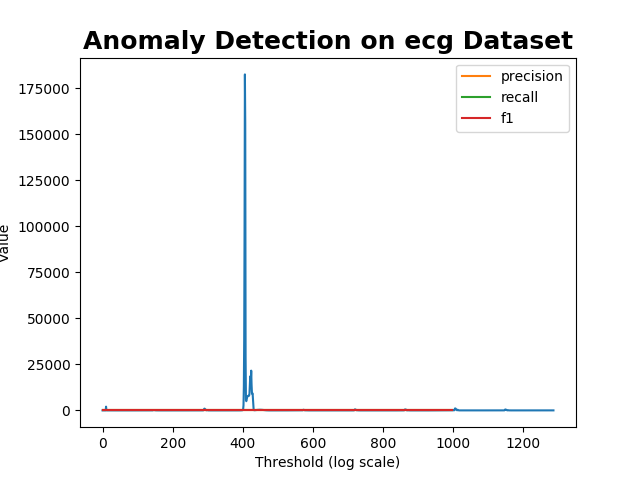 Anomaly Detection on ecg Dataset
precision
recall
f1
175000
150000
125000
100000
75000
50000
25000
0
Value
0 200 400 600 800 1000 1200
Threshold (log scale)